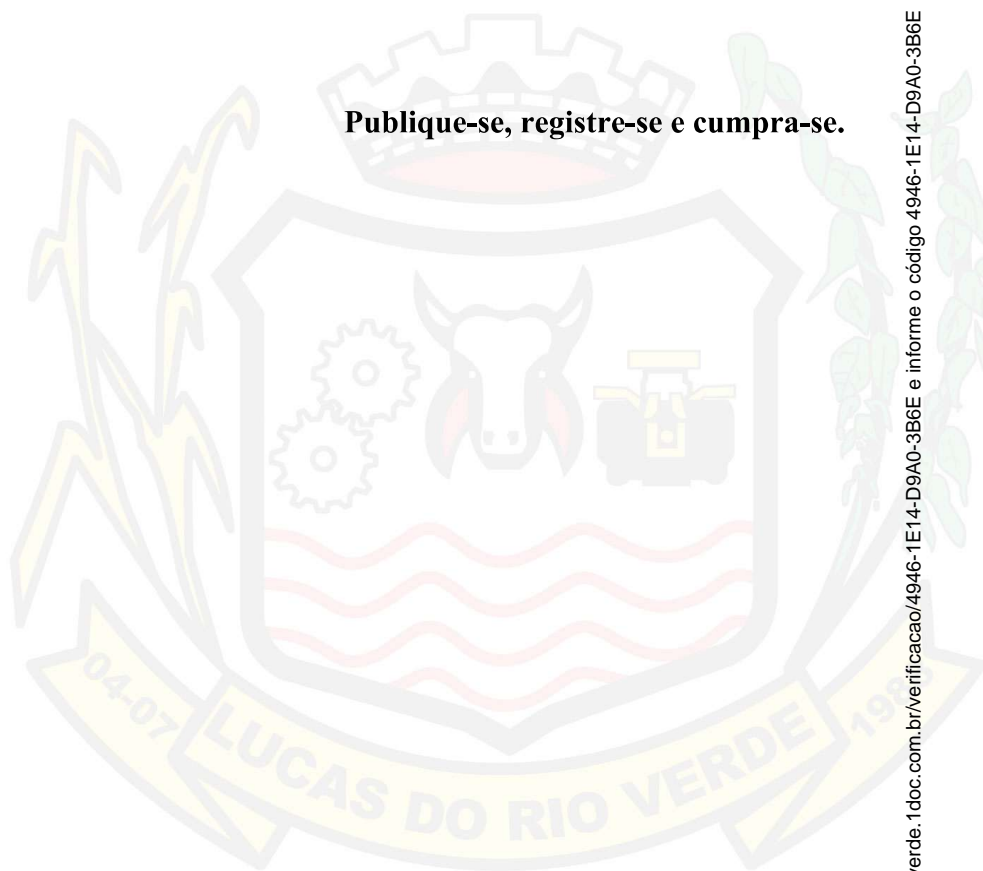 Publique-se, registre-se e cumpra-se.
04-07
LUCAS DO RIO VERDE
verde.1doc.com.br/verificacao/4946-1E14-D9A0-3B6E e informe o código 4946-1E14-D9A0-3B6E